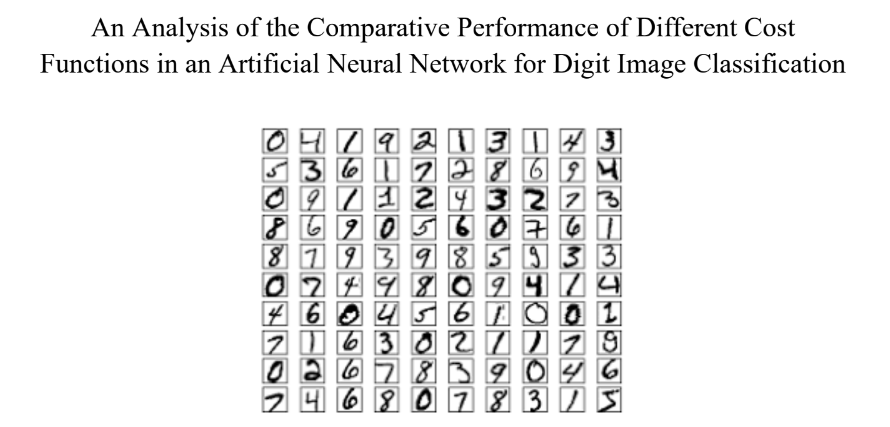 An Analysis of the Comparative Performance of Different Cost
Functions in an Artificial Neural Network for Digit Image Classification
0 4 1 9 2 1 3 1 4 3
5 3 6 1 7 2 8 6 9 4
0 9 1 1 2 4 3 2 7 3
8 6 9 0 5 6 0 7 6 1
8 7 9 3 9 8 5 9 3 3
0 7 4 9 8 0 9 4 1 4
4 6 0 4 5 6 1 0 0 1
7 1 6 3 0 2 1 1 7 9
0 2 6 7 8 3 9 0 4 6
7 4 6 8 0 7 8 3 1 5